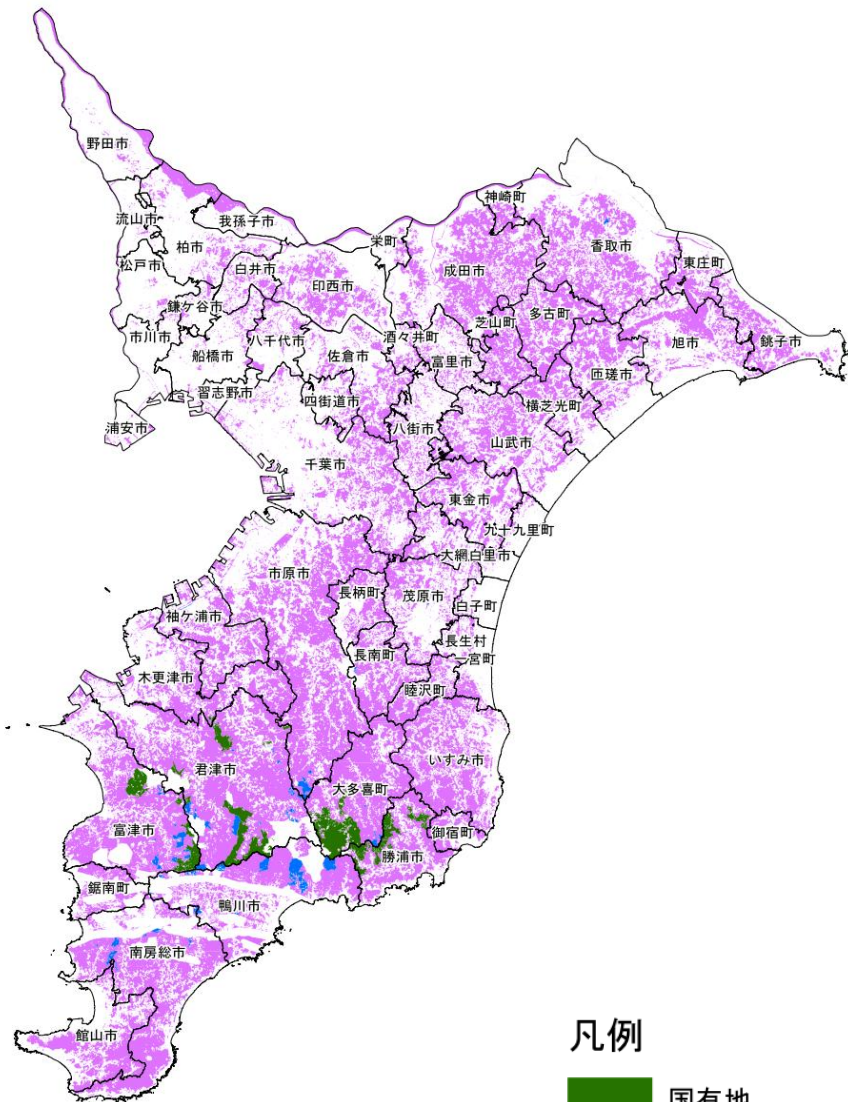 野田市
流山市
我孫子市
柏市
松戸市
白井市
印西市
栄町
神崎町
成田市
香取市
東庄町
鎌ケ谷市
市川市
船橋市
八千代市
佐倉市
酒々井町
富里市
芝山町
多古町
旭市
銚子市
匝瑳市
横芝光町
習志野市
四街道市
八街市
山武市
浦安市
千葉市
東金市
九十九里町
大網白里市
市原市
長柄町
茂原市
白子町
袖ケ浦市
長生村
長南町
一宮町
木更津市
睦沢町
いすみ市
君津市
大多喜町
富津市
御宿町
勝浦市
鋸南町
鴨川市
南房総市
館山市
凡例
国有地